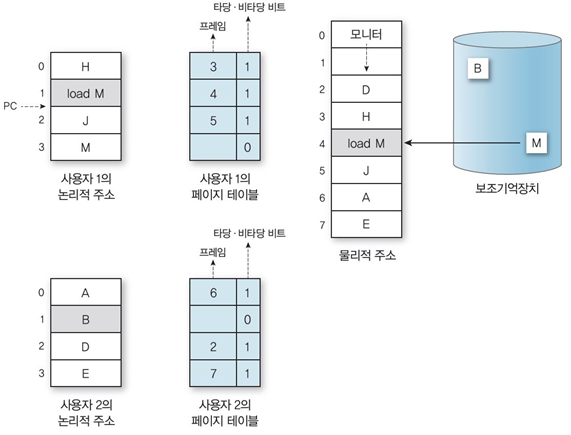 타당·비타당 비트
프레임
0 H 3 1
1 load M 4 1
PC
2 J 5 1
3 M 0
사용자 1의
논리적 주소
사용자 1의
페이지 테이블
0 모니터
1
2 D
3 H
4 load M
5 J
6 A
7 E
물리적 주소
B
M
보조기억장치
타당·비타당 비트
프레임
0 A 6 1
1 B 0
2 D 2 1
3 E 7 1
사용자 2의
논리적 주소
사용자 2의
페이지 테이블